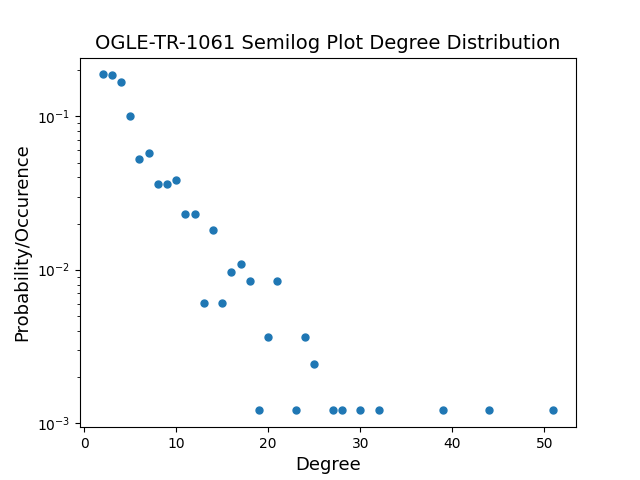 OGLE-TR-1061 Semilog Plot Degree Distribution
Probability/Occurence
10⁻¹
10⁻²
10⁻³
0 10 20 30 40 50
Degree